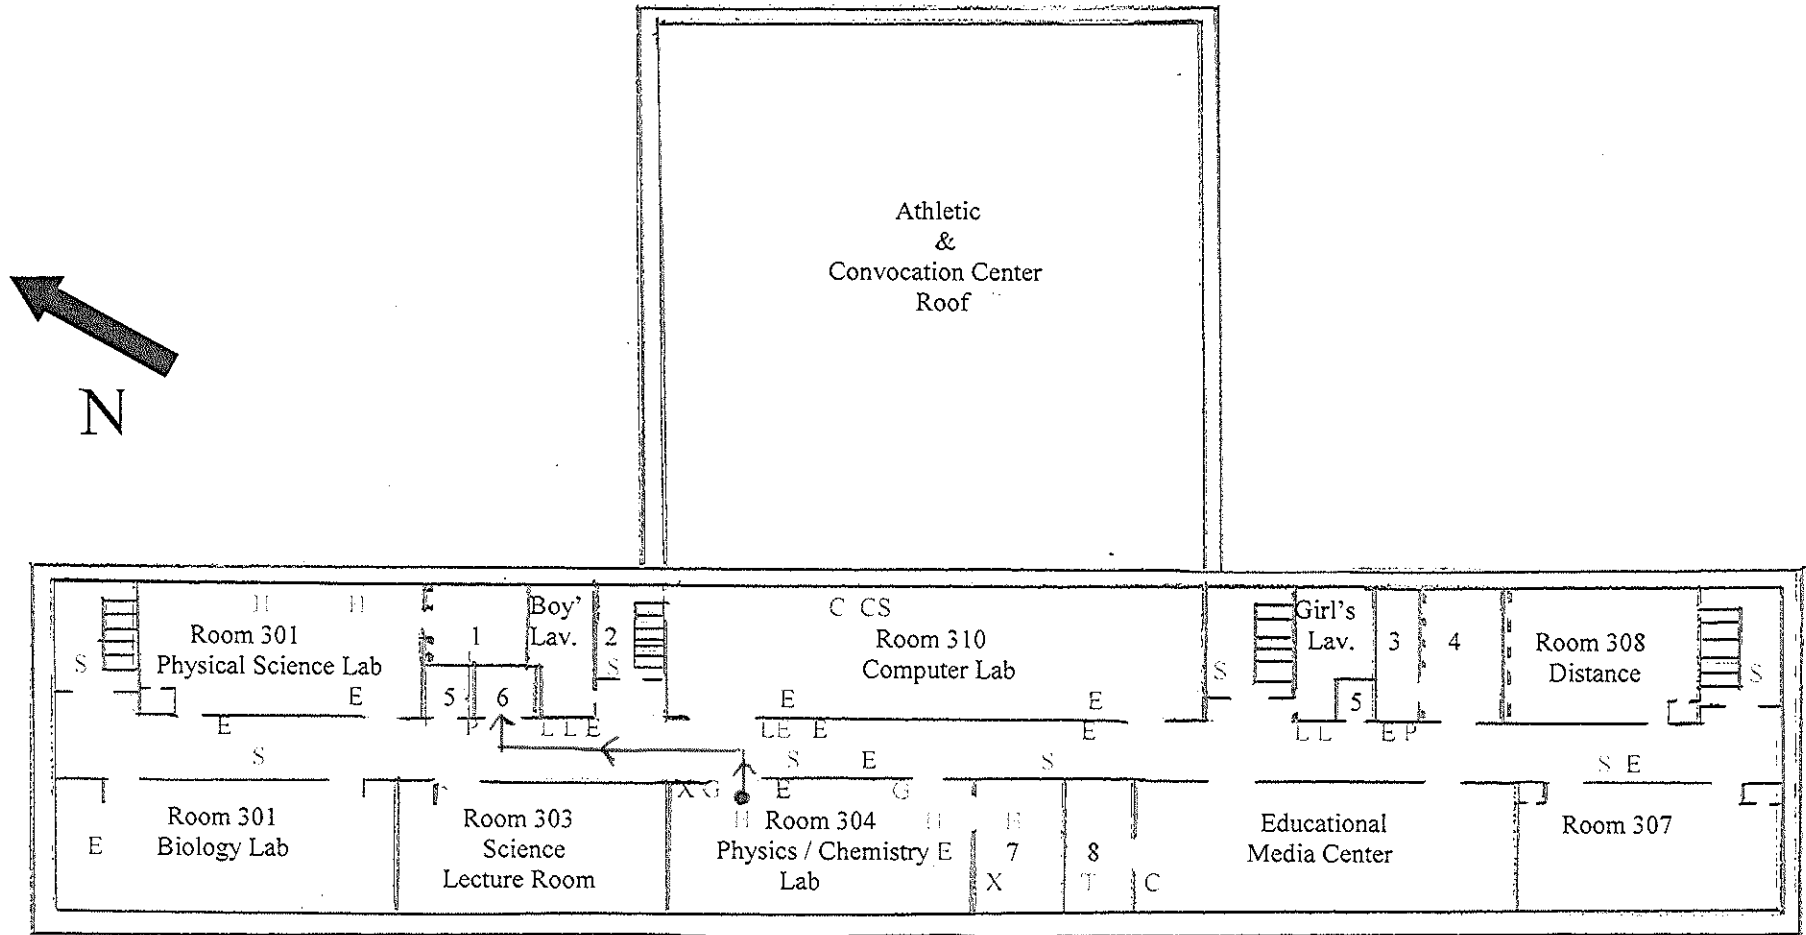 Athletic
&
Convocation Center
Roof
N
H H
Room 301
Physical Science Lab
S
E
E
1
5
6
P
Boy'
Lav.
2
S
L L E
C CS
Room 310
Computer Lab
E
E
LE E
E
S
E
S
S
Girl's
Lav.
3
4
5
L L
E P
Room 308
Distance
S
S E
S
Room 301
Biology Lab
E
Room 303
Science
Lecture Room
X G
E
G
H Room 304 H
Physics / Chemistry E
Lab
H
7
X
8
T
C
Educational
Media Center
Room 307